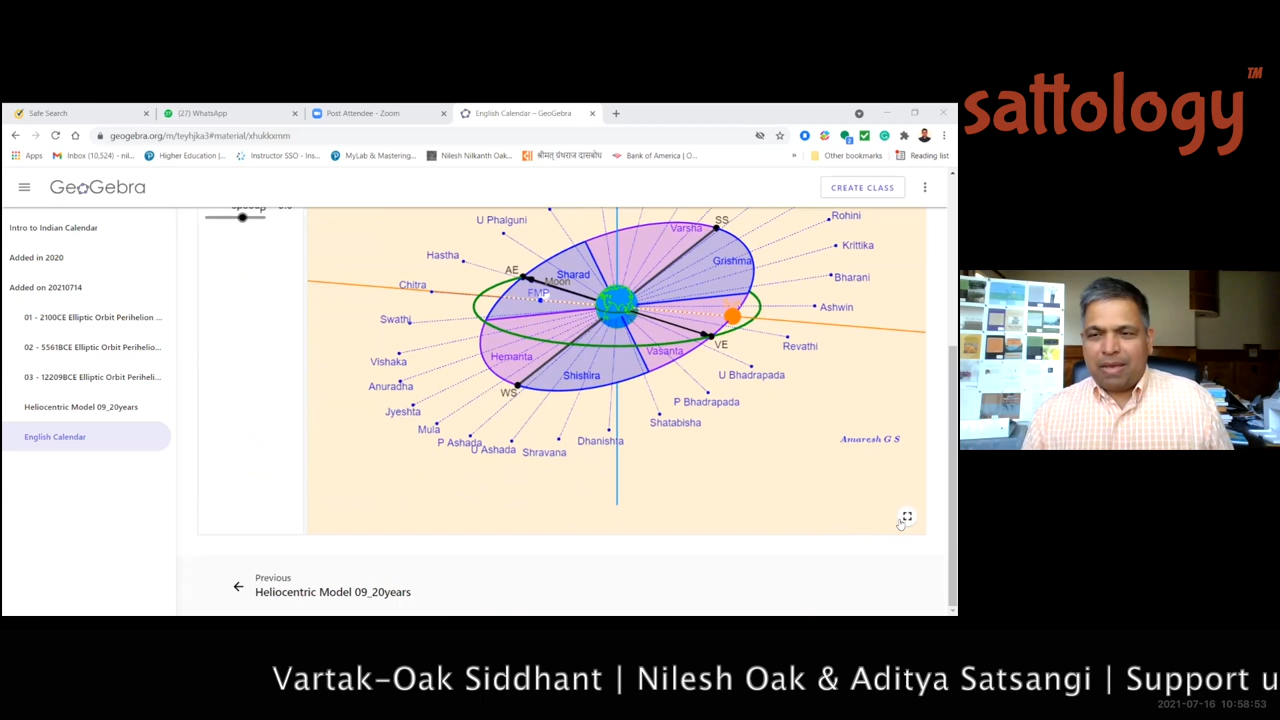 sattology TM
Safe Search
(27) WhatsApp
Post Attendee - Zoom
English Calendar – GeoGebra
geogebra.org/m/teyhjka3#material/xhukkxmm
Apps
Inbox (10,524) - nil...
Higher Education |...
Instructor SSO - Ins...
MyLab & Mastering...
Nilesh Nilkanth Oak...
श्रीमत् ग्रंथराज दासबोध
Bank of America | O...
»
Other bookmarks
Reading list
GeoGebra
CREATE CLASS
Intro to Indian Calendar
Added in 2020
Added on 20210714
01 - 2100CE Elliptic Orbit Perihelion ...
02 - 5561BCE Elliptic Orbit Perihelio...
03 - 12209BCE Elliptic Orbit Periheli...
Heliocentric Model 09_20years
English Calendar
U Phalguni
Varsha
SS
Rohini
Hastha
Krittika
AE
Sharad
Grishma
Moon
Chitra
FMP
Bharani
Swathi
Ashwin
VE
Revathi
Vishaka
Hemanta
Vasanta
Anuradha
Shishira
U Bhadrapada
WS
Jyeshta
P Bhadrapada
Mula
Shatabisha
P Ashada
U Ashada
Shravana
Dhanishta
Amaresh G S
Previous
Heliocentric Model 09_20years
Vartak-Oak Siddhant | Nilesh Oak & Aditya Satsangi | Support u
2021-07-16 10:58:53